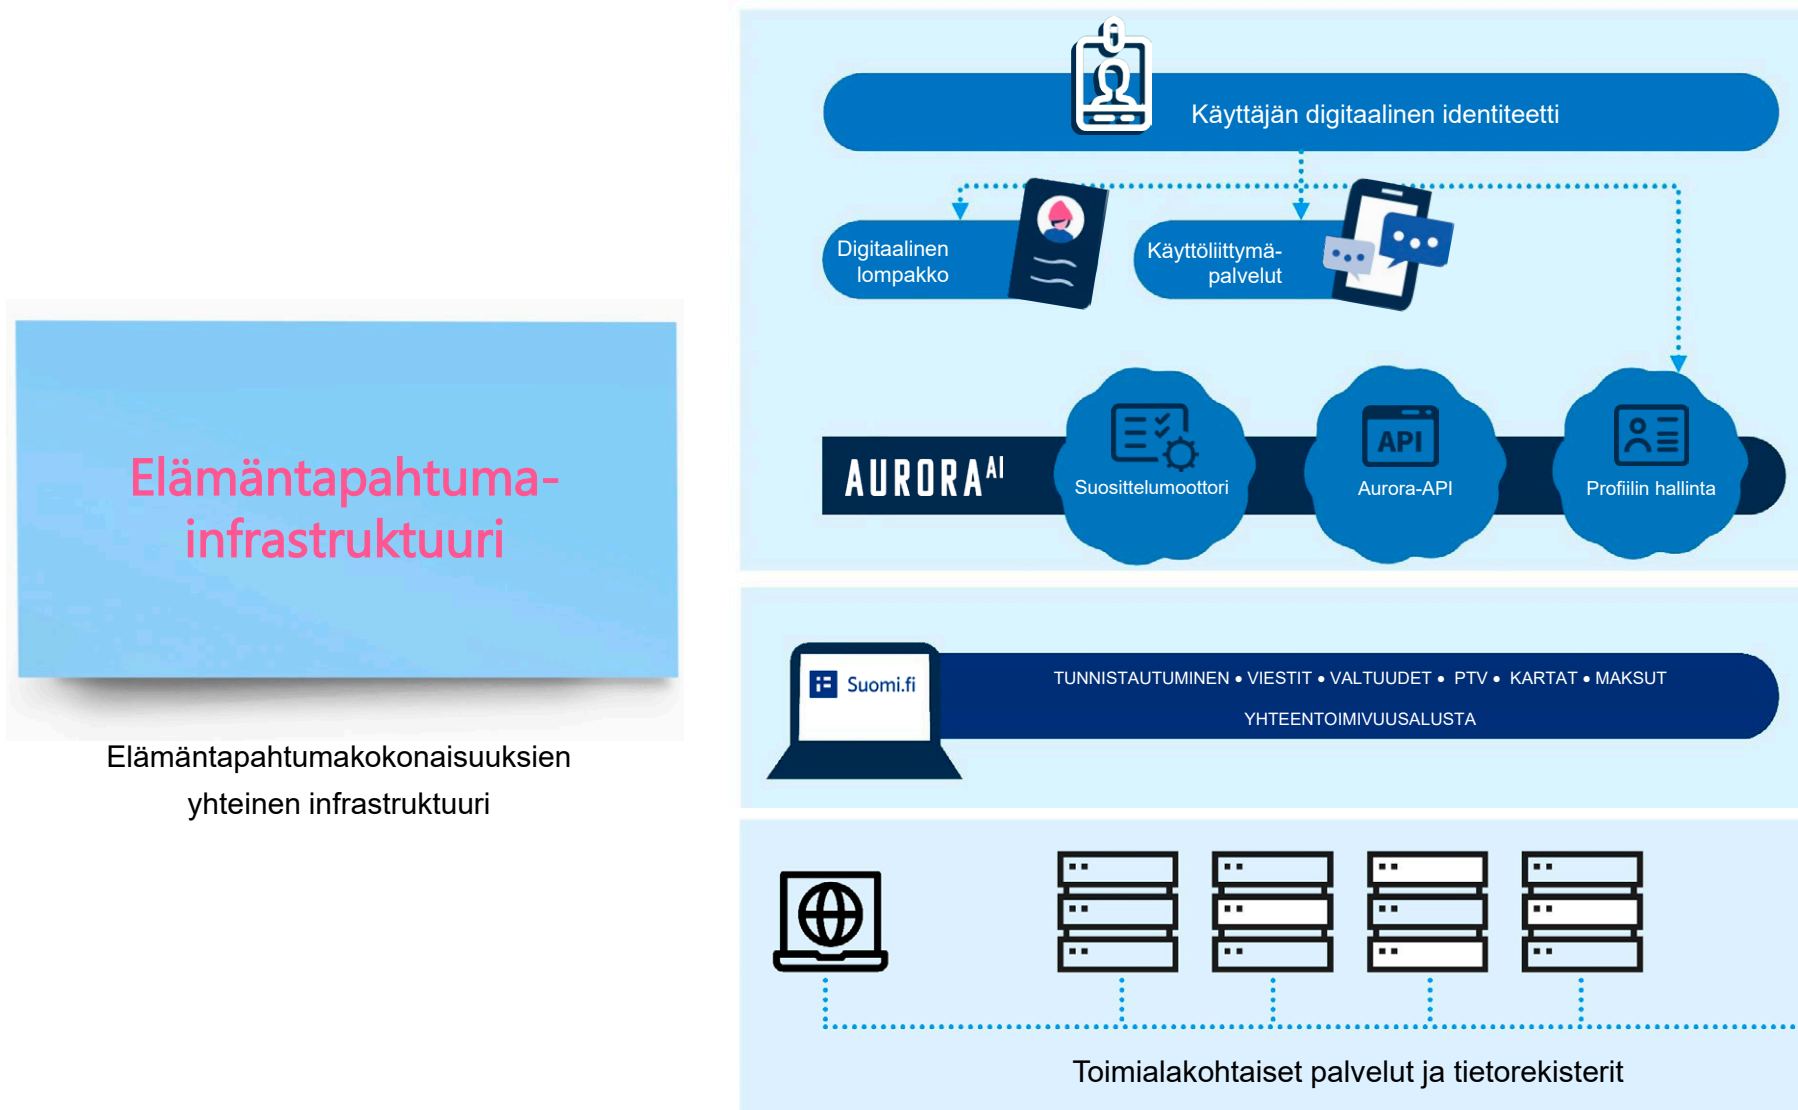 Elämäntapahtuma-
infrastruktuuri
Elämäntapahtumakokonaisuuksien
yhteinen infrastruktuuri
Käyttäjän digitaalinen identiteetti
Digitaalinen
lompakko
Käyttöliittymä-
palvelut
AURORA AI
API
Suosittelumoottori
Aurora-API
Profiilin hallinta
Suomi.fi
TUNNISTAUTUMINEN • VIESTIT • VALTUUDET • PTV • KARTAT • MAKSUT
YHTEENTOIMIVUUSALUSTA
Toimialakohtaiset palvelut ja tietorekisterit